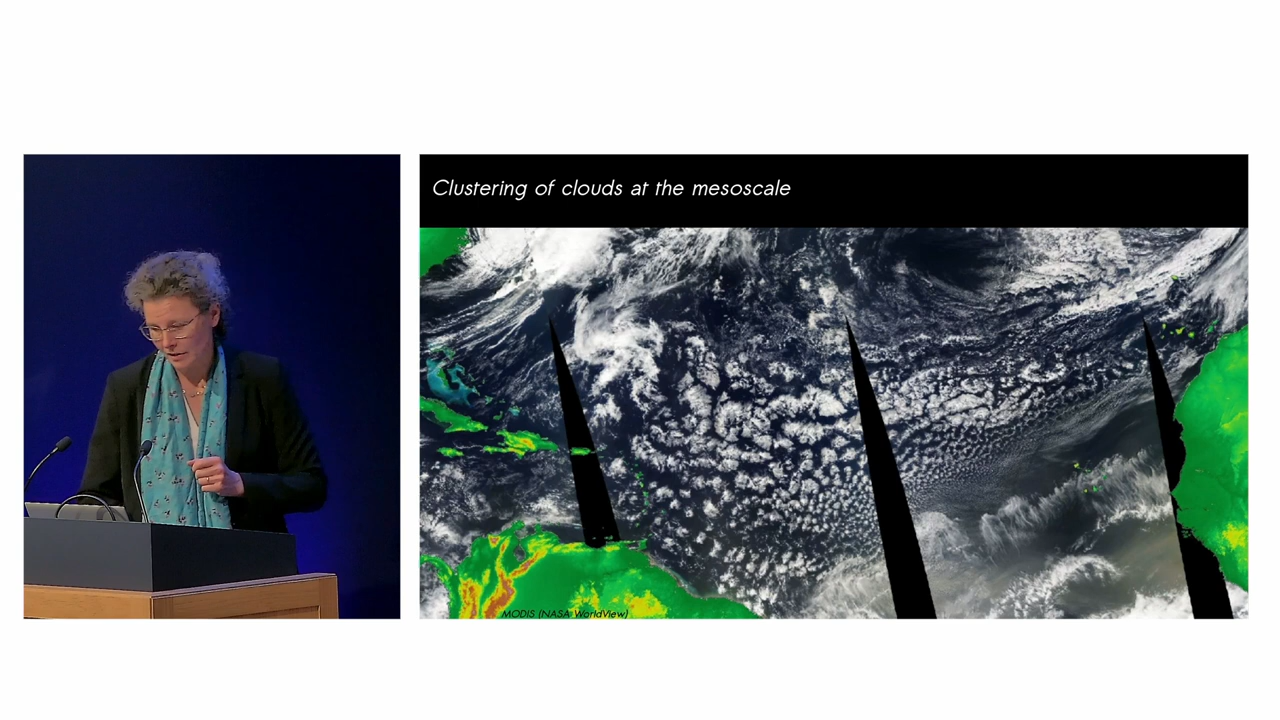 Clustering of clouds at the mesoscale
MODIS (NASA WorldView)